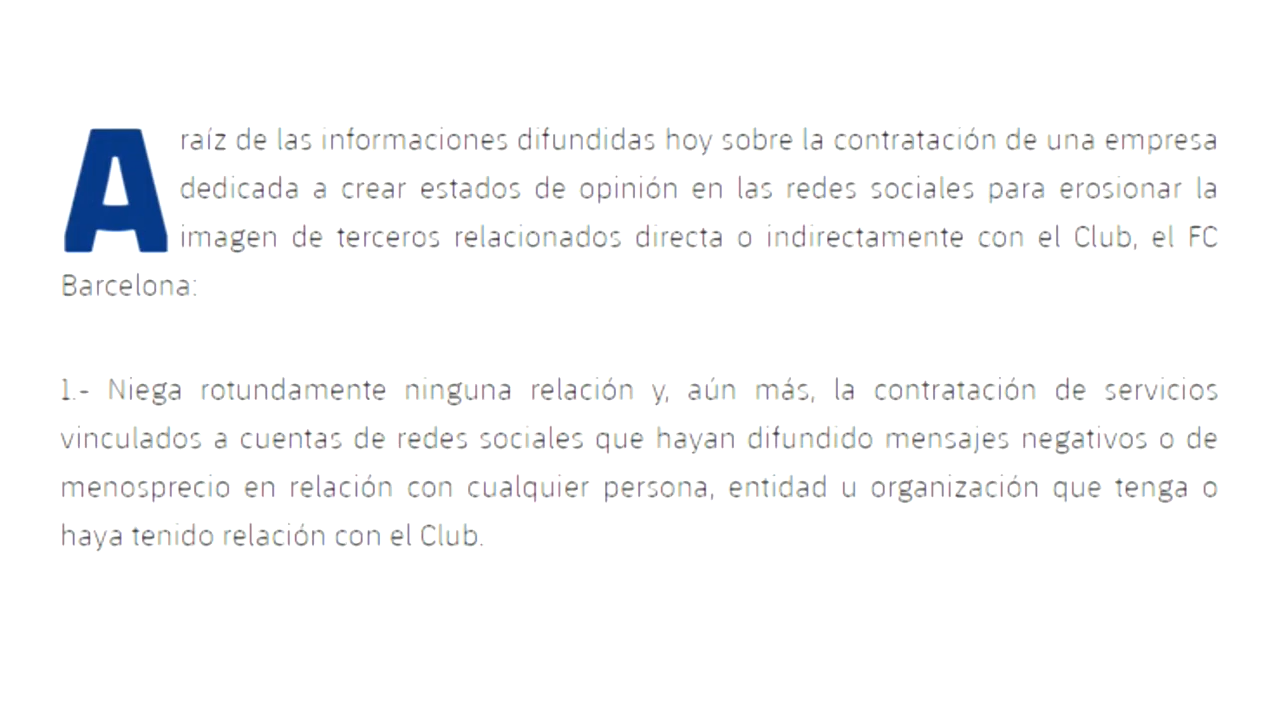 A raíz de las informaciones difundidas hoy sobre la contratación de una empresa
dedicada a crear estados de opinión en las redes sociales para erosionar la
imagen de terceros relacionados directa o indirectamente con el Club, el FC
Barcelona:
1.- Niega rotundamente ninguna relación y, aún más, la contratación de servicios
vinculados a cuentas de redes sociales que hayan difundido mensajes negativos o de
menosprecio en relación con cualquier persona, entidad u organización que tenga o
haya tenido relación con el Club.